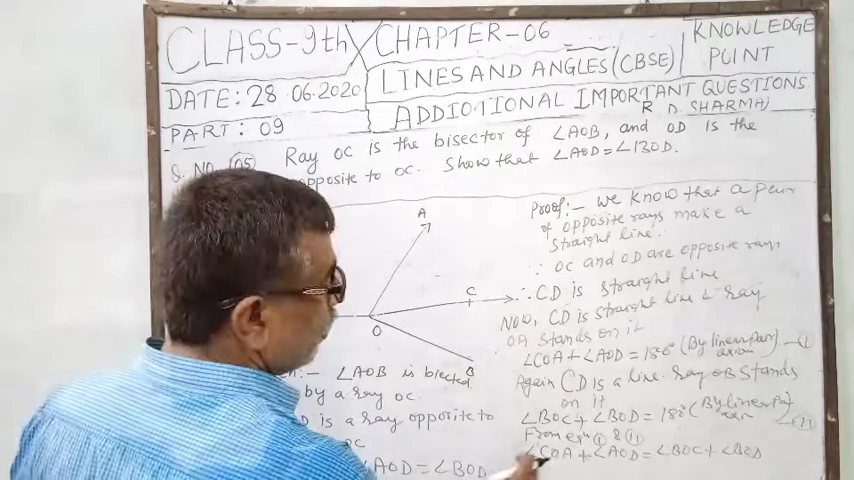 CLASS-9th
CHAPTER-06
KNOWLEDGE
POINT
LINES AND ANGLES (CBSE)
DATE: 28 06.2020
ADDIOTIONAL IMPORTANT QUESTIONS
R D. SHARMA)
PART: 09
Q. No. (05) Ray OC is the bisector of ∠AOB, and OD is the
opposite to OC. Show that ∠AOD = ∠BOD.
A
C
O
B
∠AOB is bisected
by a ray OC.
is a ray opposite to
OC
∠AOD = ∠BOD
Proof:- We know that a pair
of opposite rays make a
straight line.
∵ OC and OD are opposite rays
∴ CD is straight line
Now, CD is straight line & Ray
OA stands on it
∠COA + ∠AOD = 180° (By linear pair axiom) —(I)
Again CD is a line. Ray OB stands
on it
∠BOC + ∠BOD = 180° (By linear pair axiom) —(II)
From eqn (I) & (II)
∠COA + ∠AOD = ∠BOC + ∠BOD